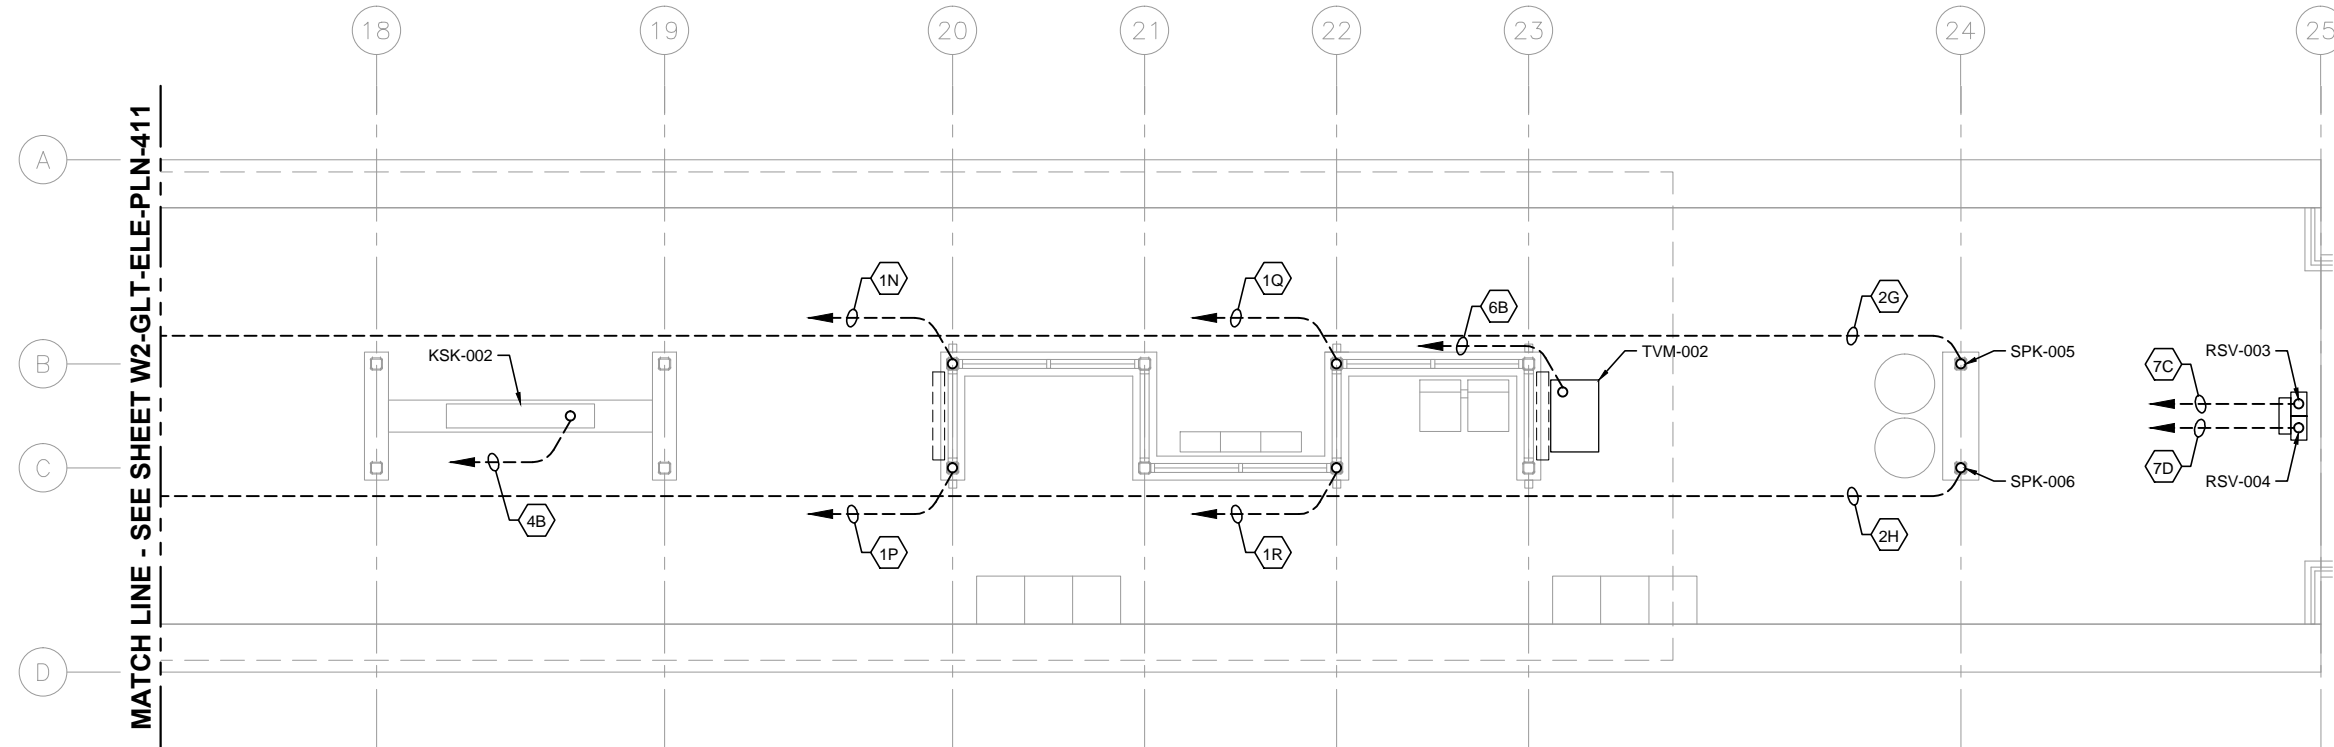 18
19
20
21
22
23
24
25
A
B
C
D
MATCH LINE - SEE SHEET W2-GLT-ELE-PLN-411
1N
1Q
6B
2G
KSK-002
TVM-002
SPK-005
RSV-003
7C
7D
SPK-006
RSV-004
4B
1P
1R
2H